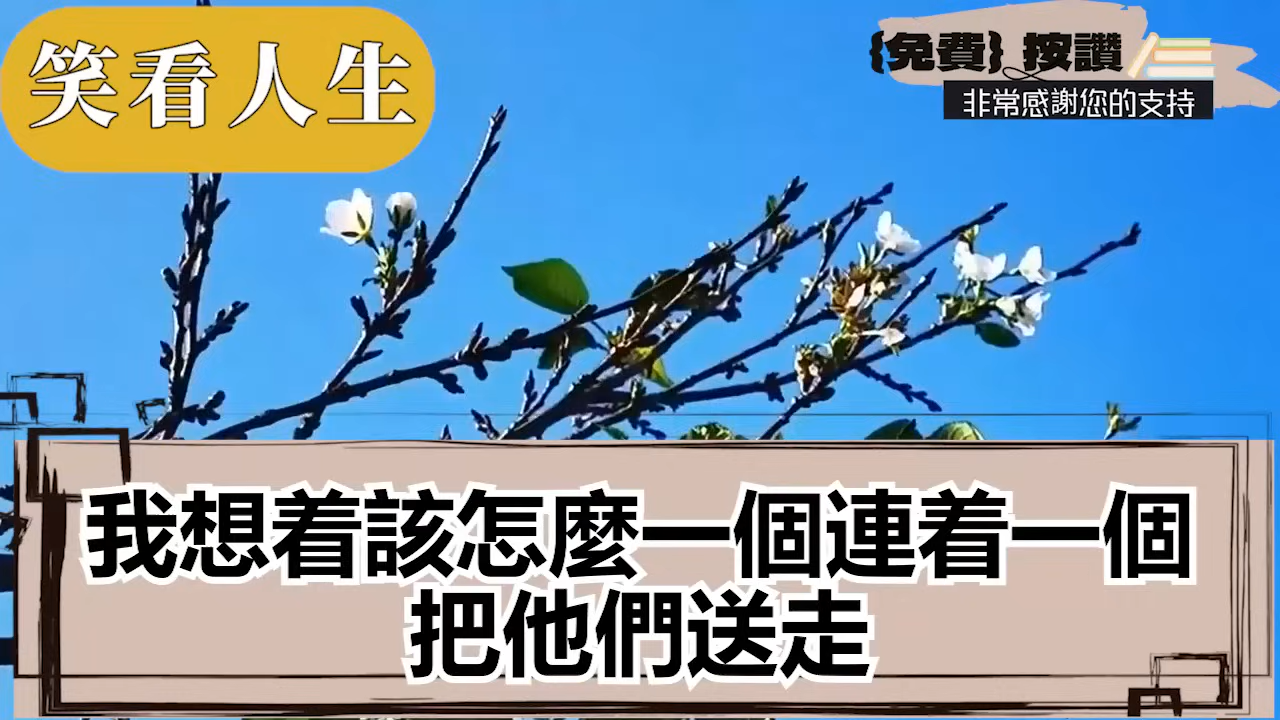 笑看人生
{免費} 按讚
非常感謝您的支持
我想着該怎麼一個連着一個
把他們送走